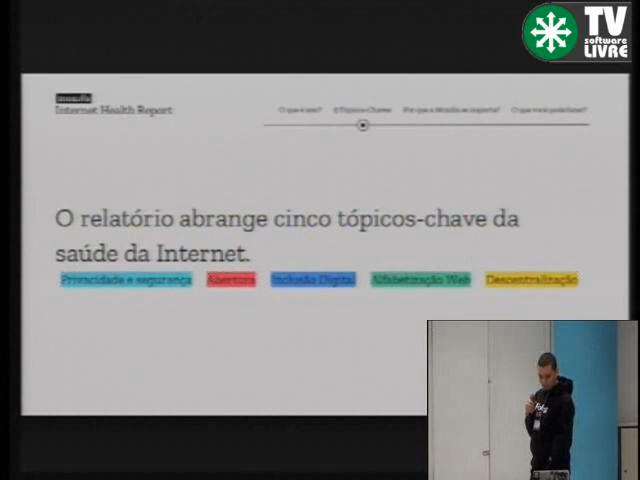 TV
software
LIVRE
mozilla
Internet Health Report
O que é isso? 5 Tópicos-Chaves Por que a Mozilla se importa? O que você pode fazer?
O relatório abrange cinco tópicos-chave da
saúde da Internet.
Privacidade e segurança Abertura Inclusão Digital Alfabetização Web Descentralização